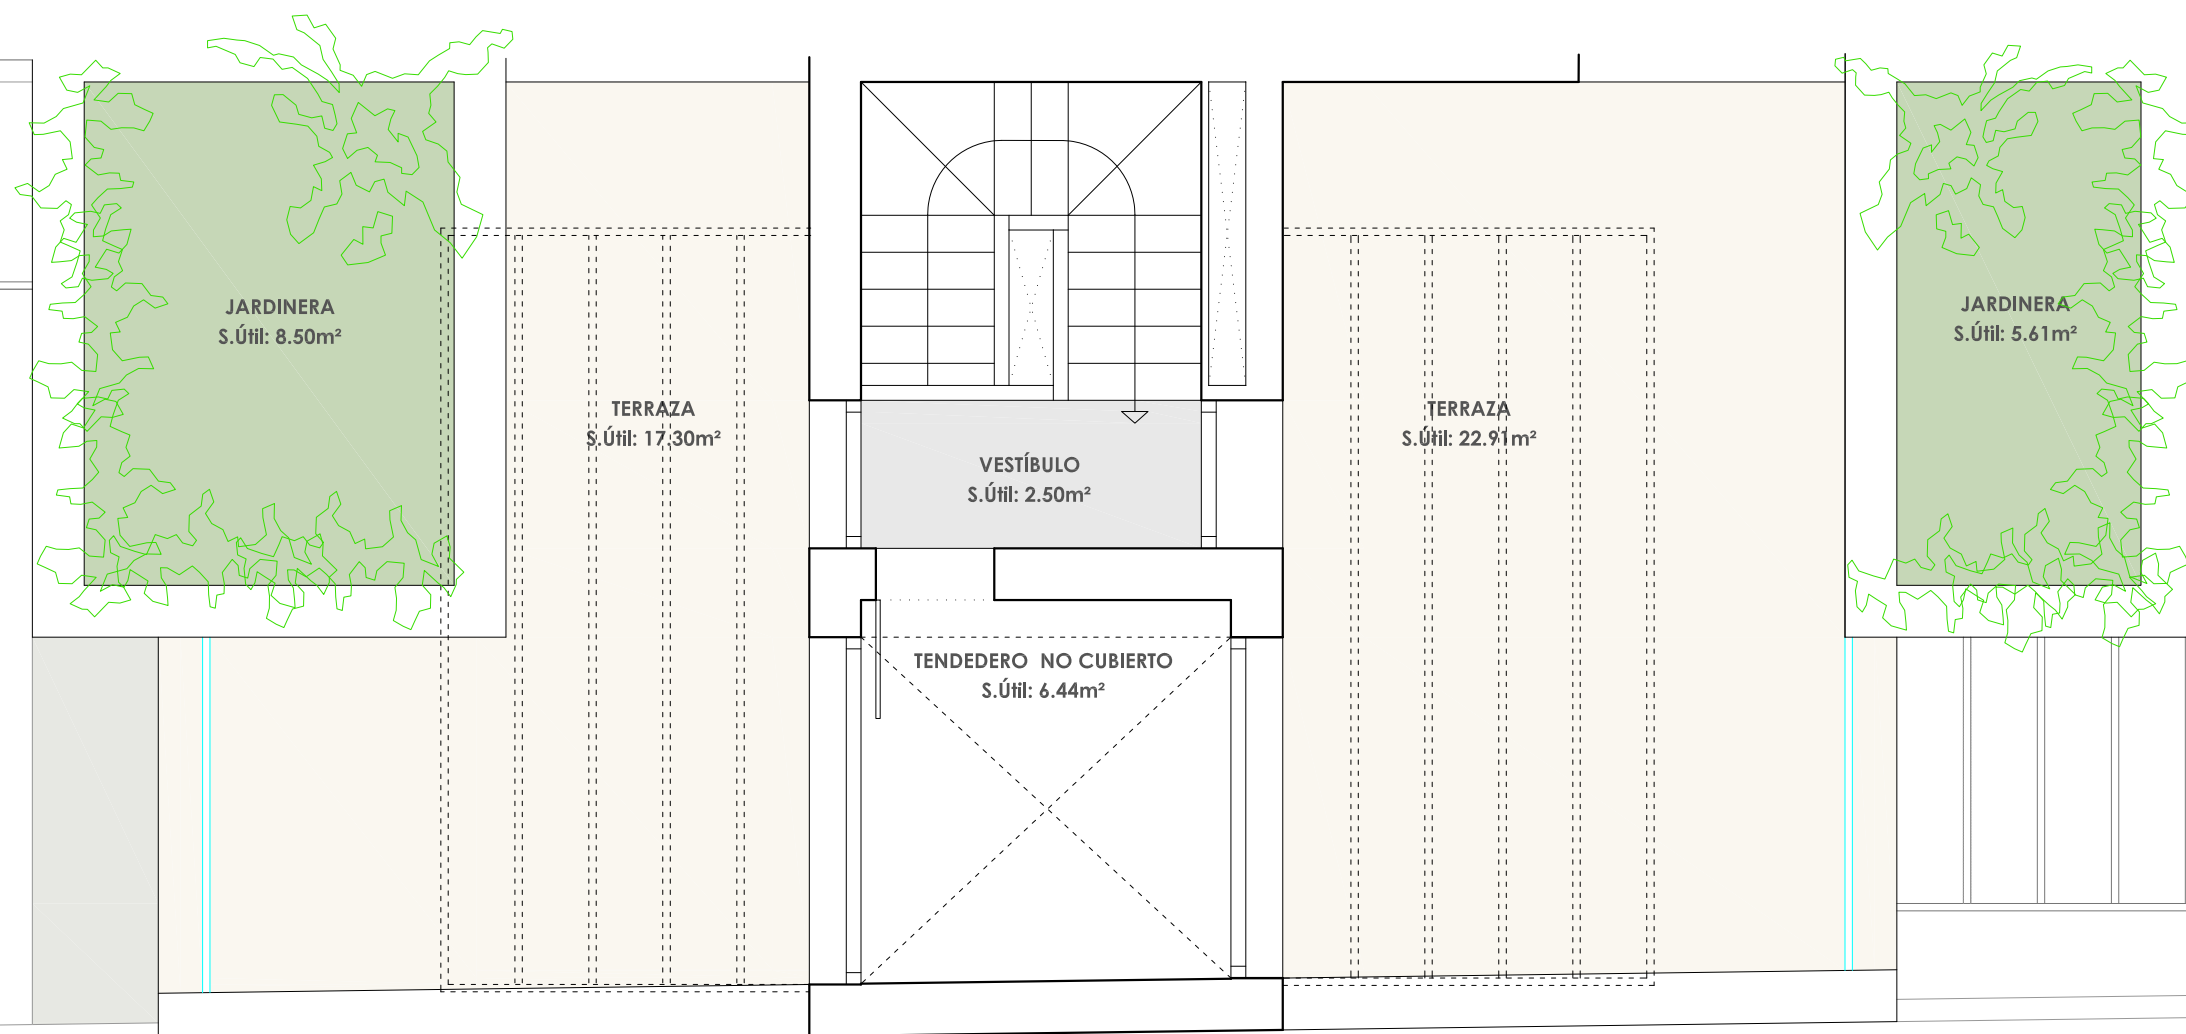 JARDINERA
S.Útil: 8.50m²
TERRAZA
S.Útil: 17.30m²
VESTÍBULO
S.Útil: 2.50m²
TENDEDERO NO CUBIERTO
S.Útil: 6.44m²
TERRAZA
S.Útil: 22.91m²
JARDINERA
S.Útil: 5.61m²